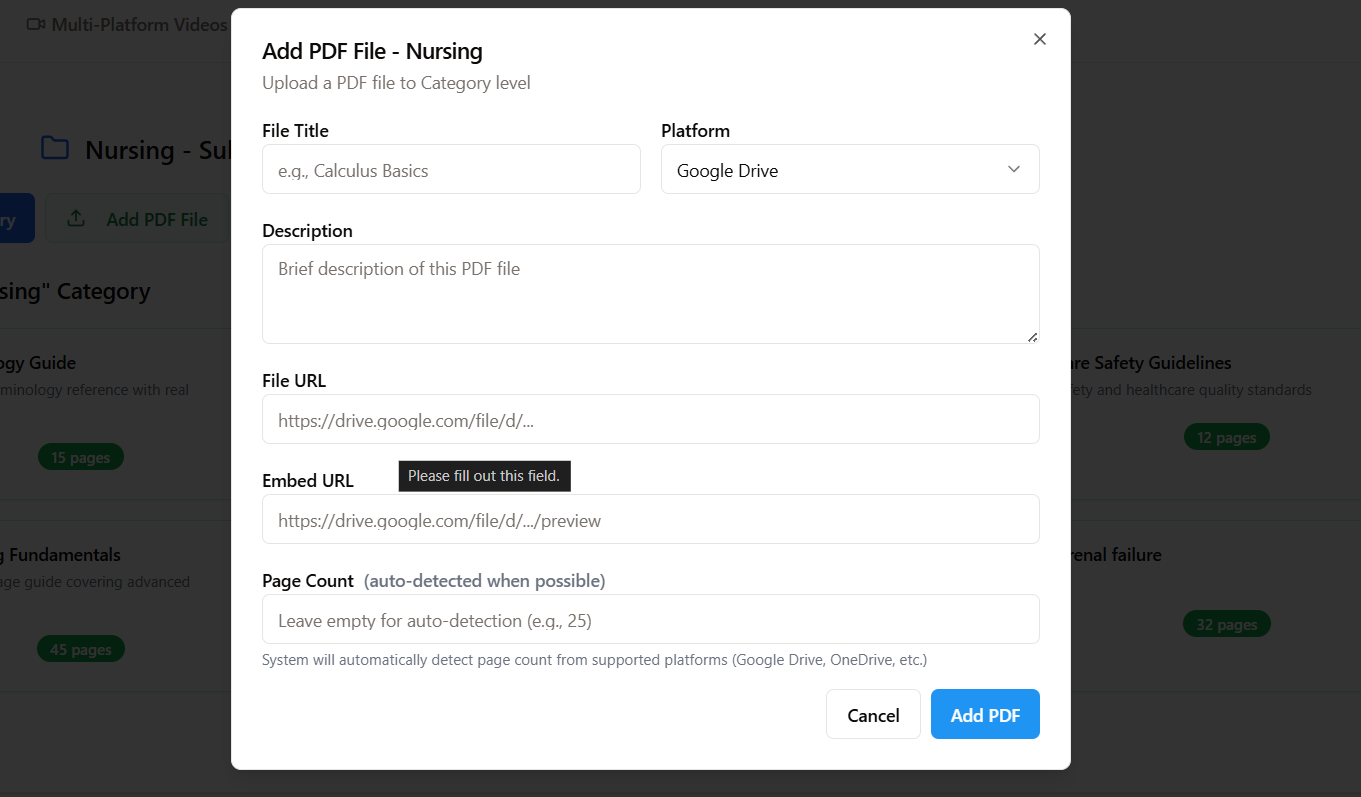 Multi-Platform Videos
Add PDF File - Nursing
Upload a PDF file to Category level
File Title
Platform
e.g., Calculus Basics
Google Drive
Description
Brief description of this PDF file
File URL
https://drive.google.com/file/d/...
Please fill out this field.
Embed URL
https://drive.google.com/file/d/.../preview
Page Count (auto-detected when possible)
Leave empty for auto-detection (e.g., 25)
System will automatically detect page count from supported platforms (Google Drive, OneDrive, etc.)
Cancel
Add PDF
Nursing - Su
ry
Add PDF File
sing" Category
ogy Guide
minology reference with real
15 pages
g Fundamentals
age guide covering advanced
45 pages
re Safety Guidelines
ety and healthcare quality standards
12 pages
renal failure
32 pages